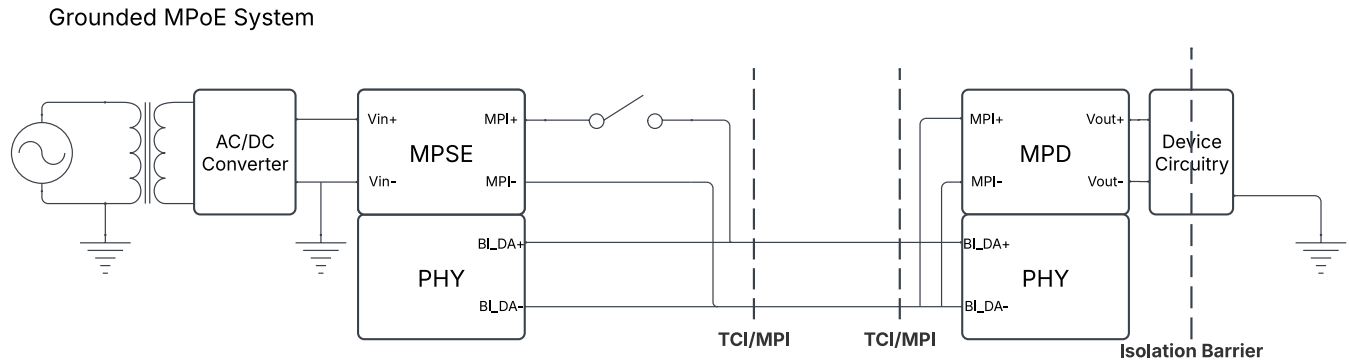 Grounded MPoE System
AC/DC
Converter
Vin+
MPI+
MPSE
Vin-
MPI-
BI_DA+
PHY
BI_DA-
TCI/MPI
TCI/MPI
MPI+
Vout+
MPD
MPI-
Vout-
BI_DA+
PHY
BI_DA-
Device
Circuitry
Isolation Barrier